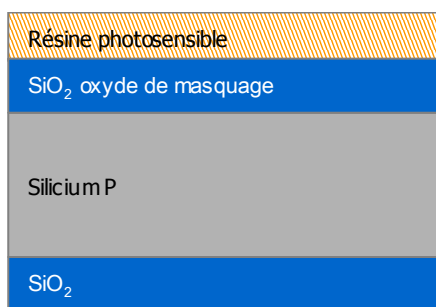 Résine photosensible
SiO₂ oxyde de masquage
Silicium P
SiO₂